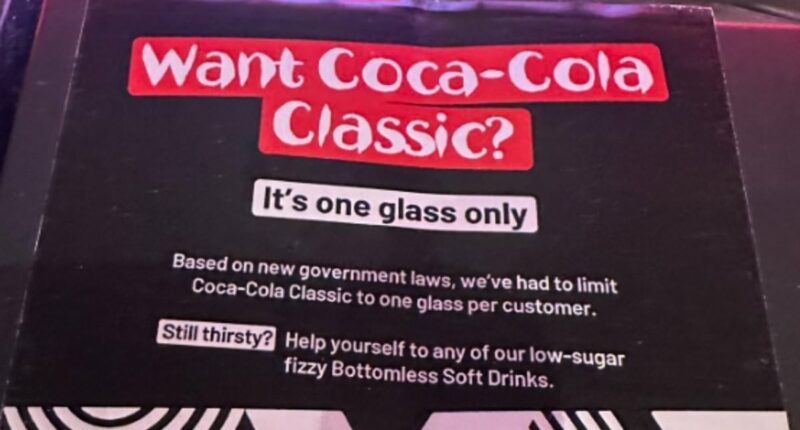 Want Coca-Cola
Classic?
It's one glass only
Based on new government laws, we've had to limit
Coca-Cola Classic to one glass per customer.
Still thirsty? Help yourself to any of our low-sugar
fizzy Bottomless Soft Drinks.